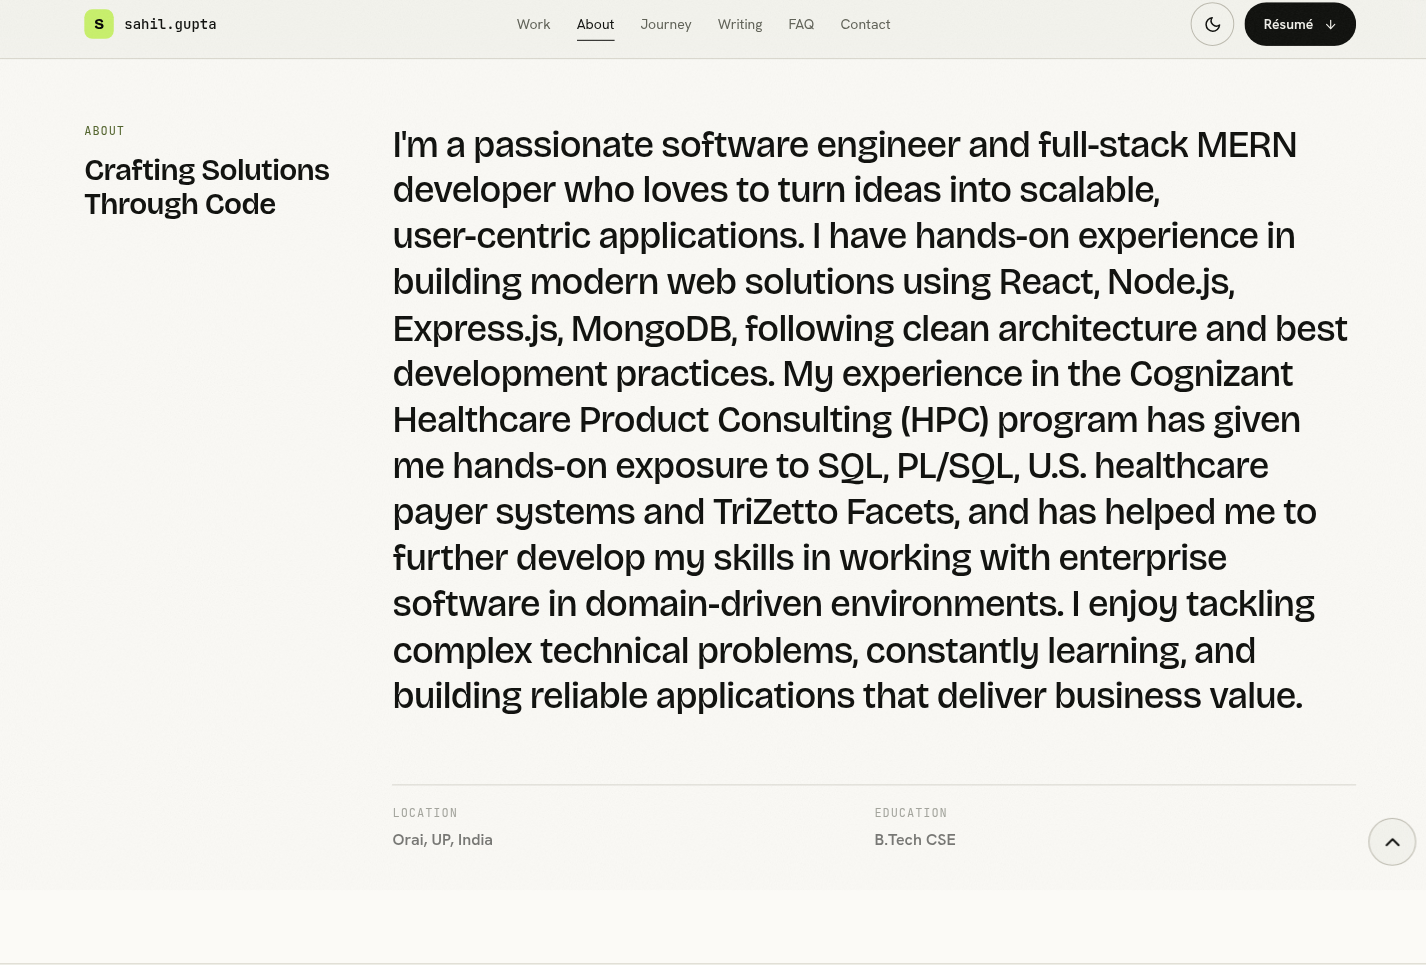 S sahil.gupta
Work About Journey Writing FAQ Contact
Résumé ↓
ABOUT
Crafting Solutions
Through Code
I'm a passionate software engineer and full-stack MERN
developer who loves to turn ideas into scalable,
user-centric applications. I have hands-on experience in
building modern web solutions using React, Node.js,
Express.js, MongoDB, following clean architecture and best
development practices. My experience in the Cognizant
Healthcare Product Consulting (HPC) program has given
me hands-on exposure to SQL, PL/SQL, U.S. healthcare
payer systems and TriZetto Facets, and has helped me to
further develop my skills in working with enterprise
software in domain-driven environments. I enjoy tackling
complex technical problems, constantly learning, and
building reliable applications that deliver business value.
LOCATION
Orai, UP, India
EDUCATION
B.Tech CSE